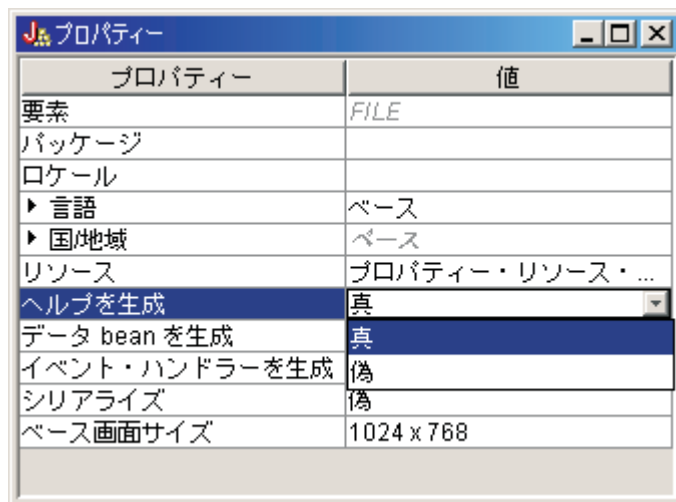 プロパティー
プロパティー 値
要素 FILE
パッケージ
ロケール
言語 ベース
国/地域 ベース
リソース プロパティー・リソース・...
ヘルプを生成 真
データ bean を生成 真
イベント・ハンドラーを生成 偽
シリアライズ 偽
ベース画面サイズ 1024 x 768